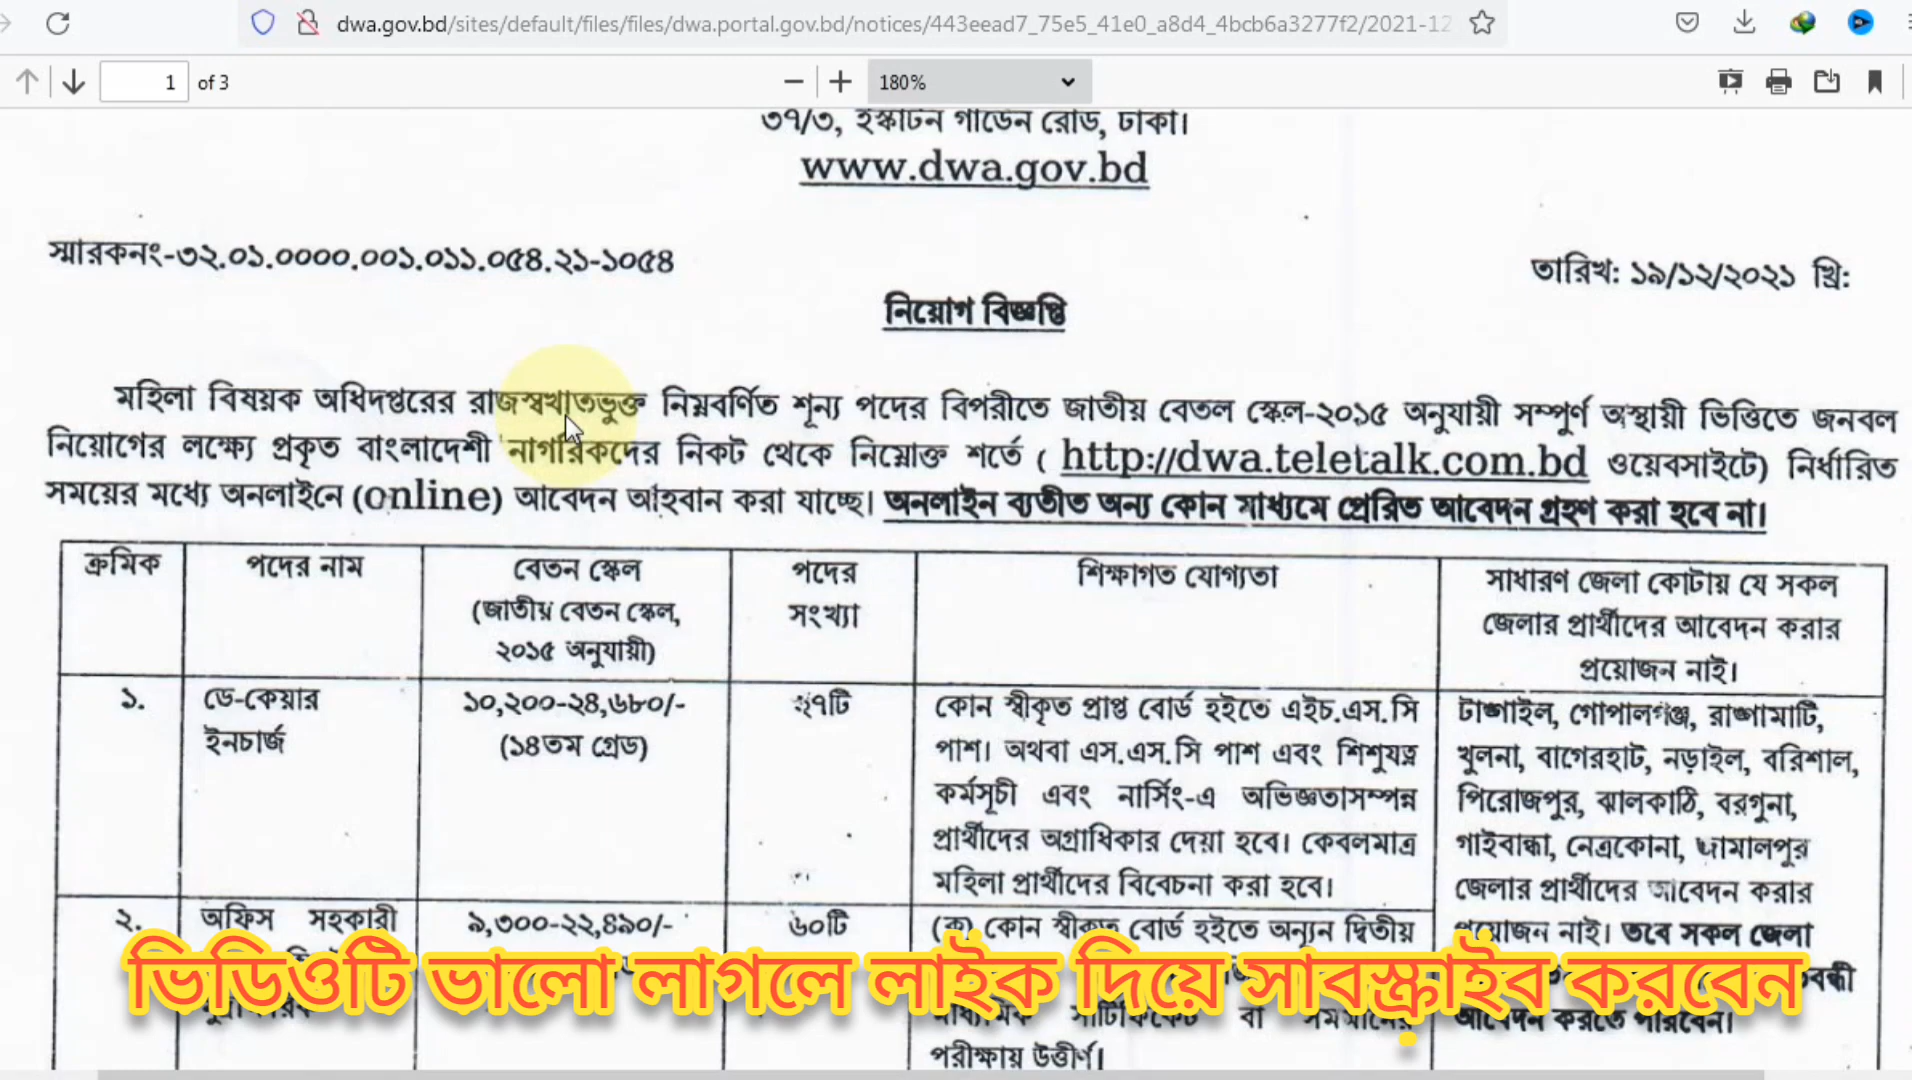 dwa.gov.bd/sites/default/files/files/dwa.portal.gov.bd/notices/443eead7_75e5_41e0_a8d4_4bcb6a3277f2/2021-12
1 of 3
180%
৩৭/৩, ইস্কাটন গার্ডেন রোড, ঢাকা।
www.dwa.gov.bd
স্মারকনং-৩২.০১.০০০০.০০১.০১১.০৫৪.২১-১০৫৪
তারিখ: ১৯/১২/২০২১ খ্রি:
নিয়োগ বিজ্ঞপ্তি
মহিলা বিষয়ক অধিদপ্তরের রাজস্বখাতভুক্ত নিম্নবর্ণিত শূন্য পদের বিপরীতে জাতীয় বেতল স্কেল-২০১৫ অনুযায়ী সম্পুর্ণ অস্থায়ী ভিত্তিতে জনবল
নিয়োগের লক্ষ্যে প্রকৃত বাংলাদেশী নাগরিকদের নিকট থেকে নিম্নোক্ত শর্তে ( http://dwa.teletalk.com.bd ওয়েবসাইটে) নির্ধারিত
সময়ের মধ্যে অনলাইনে (online) আবেদন আহবান করা যাচ্ছে। অনলাইন ব্যতীত অন্য কোন মাধ্যমে প্রেরিত আবেদন গ্রহণ করা হবে না।
ক্রমিক
পদের নাম
বেতন স্কেল
(জাতীয় বেতন স্কেল,
২০১৫ অনুযায়ী)
পদের
সংখ্যা
শিক্ষাগত যোগ্যতা
সাধারণ জেলা কোটায় যে সকল
জেলার প্রার্থীদের আবেদন করার
প্রয়োজন নাই।
১.
ডে-কেয়ার
ইনচার্জ
১০,২০০-২৪,৬৮০/-
(১৪তম গ্রেড)
২৭টি
কোন স্বীকৃত প্রাপ্ত বোর্ড হইতে এইচ.এস.সি
পাশ। অথবা এস.এস.সি পাশ এবং শিশুযত্ন
কর্মসূচী এবং নার্সিং-এ অভিজ্ঞতাসম্পন্ন
প্রার্থীদের অগ্রাধিকার দেয়া হবে। কেবলমাত্র
মহিলা প্রার্থীদের বিবেচনা করা হবে।
টাঙ্গাইল, গোপালগঞ্জ, রাঙ্গামাটি,
খুলনা, বাগেরহাট, নড়াইল, বরিশাল,
পিরোজপুর, ঝালকাঠি, বরগুনা,
গাইবান্ধা, নেত্রকোনা, জামালপুর
জেলার প্রার্থীদের আবেদন করার
প্রয়োজন নাই। তবে সকল জেলা
২.
অফিস সহকারী
৯,৩০০-২২,৪৯০/-
৬০টি
(ক) কোন স্বীকৃত বোর্ড হইতে অন্যূন দ্বিতীয়
মাধ্যমিক সার্টিফিকেট বা সমমানের
পরীক্ষায় উত্তীর্ণ।
আবেদন করতে পারবেন।
ভিডিওটি ভালো লাগলে লাইক দিয়ে সাবস্ক্রাইব করবেন